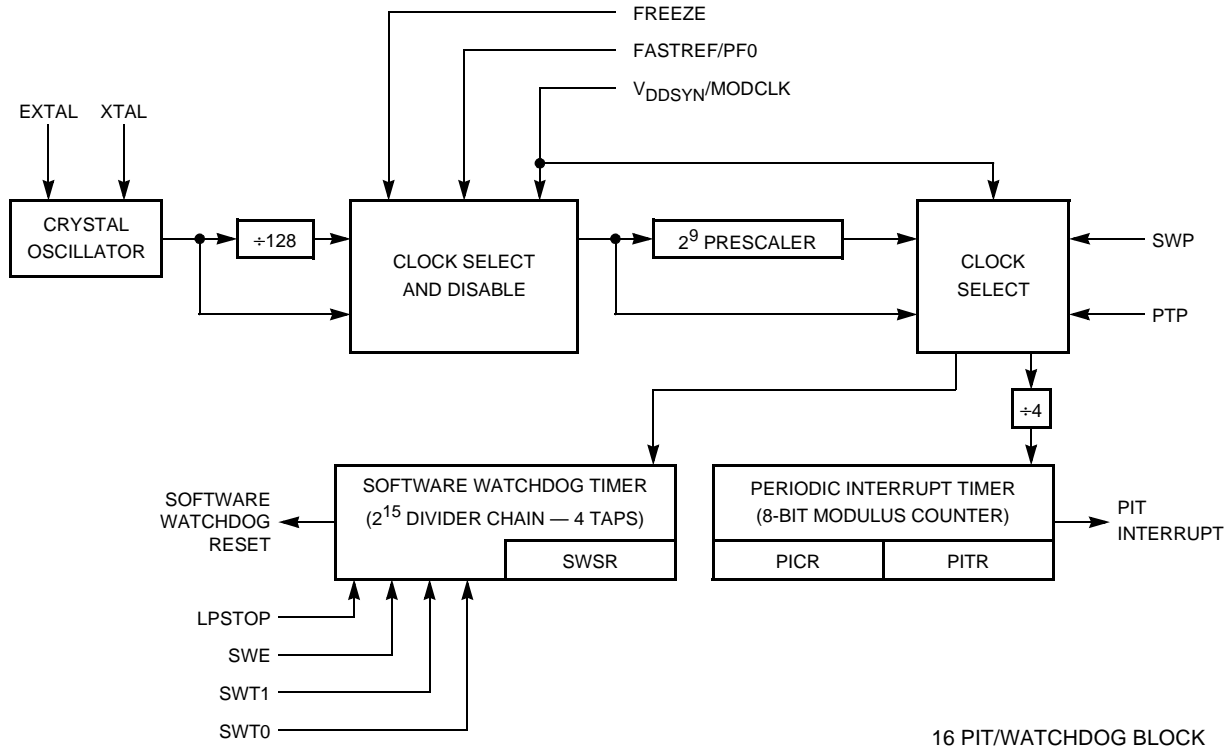 FREEZE
FASTREF/PF0
VDDSYN/MODCLK
EXTAL XTAL
CRYSTAL
OSCILLATOR
÷128
CLOCK SELECT
AND DISABLE
2⁹ PRESCALER
CLOCK
SELECT
SWP
PTP
÷4
SOFTWARE
WATCHDOG
RESET
SOFTWARE WATCHDOG TIMER
(2¹⁵ DIVIDER CHAIN — 4 TAPS)
SWSR
PERIODIC INTERRUPT TIMER
(8-BIT MODULUS COUNTER)
PICR
PITR
PIT
INTERRUPT
LPSTOP
SWE
SWT1
SWT0
16 PIT/WATCHDOG BLOCK